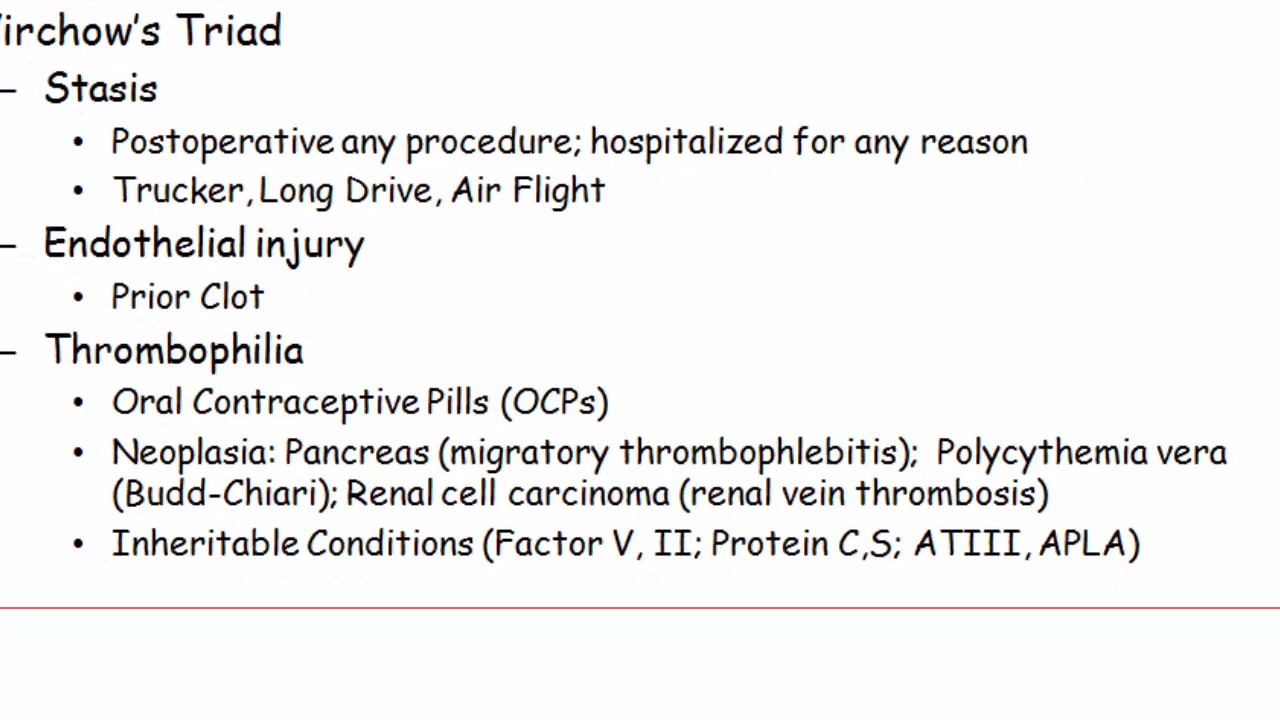 irchow's Triad
– Stasis
• Postoperative any procedure; hospitalized for any reason
• Trucker, Long Drive, Air Flight
– Endothelial injury
• Prior Clot
– Thrombophilia
• Oral Contraceptive Pills (OCPs)
• Neoplasia: Pancreas (migratory thrombophlebitis); Polycythemia vera
(Budd-Chiari); Renal cell carcinoma (renal vein thrombosis)
• Inheritable Conditions (Factor V, II; Protein C,S; ATIII, APLA)